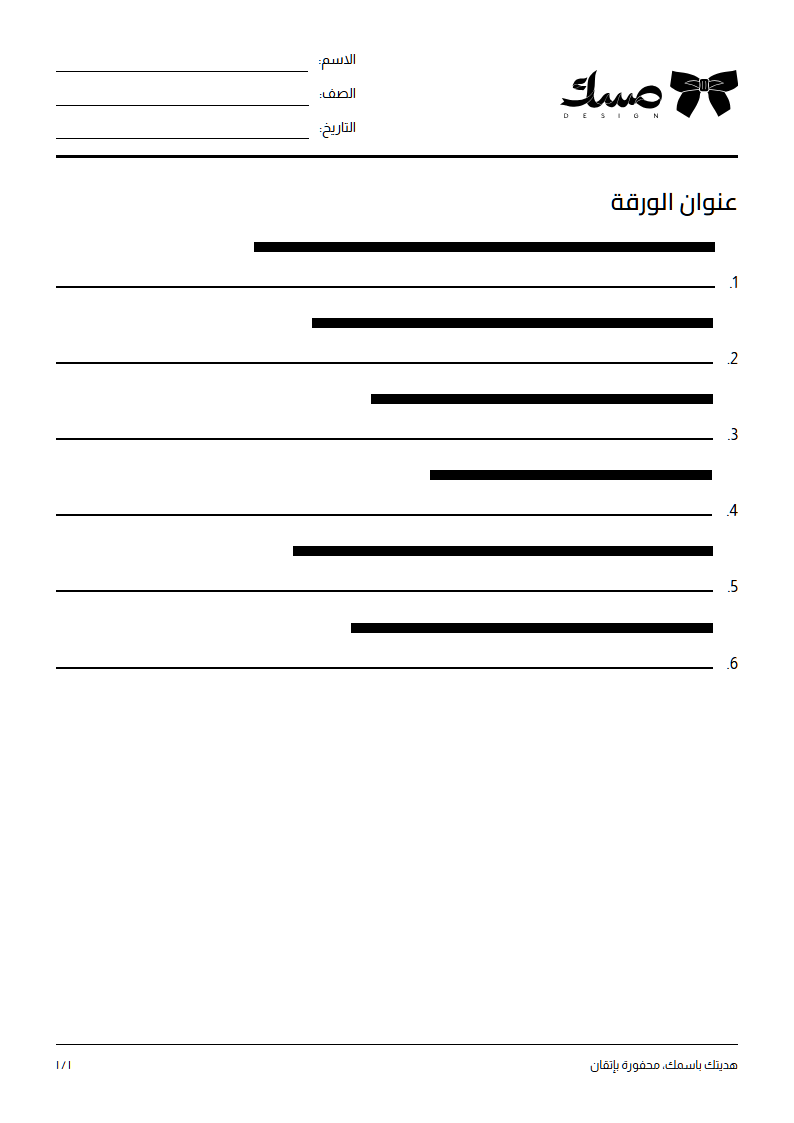 مسك
DESIGN
الاسم:
الصف:
التاريخ:
عنوان الورقة
1.
2.
3.
4.
5.
6.
هديتك باسمك، محفورة بإتقان
1 / 1